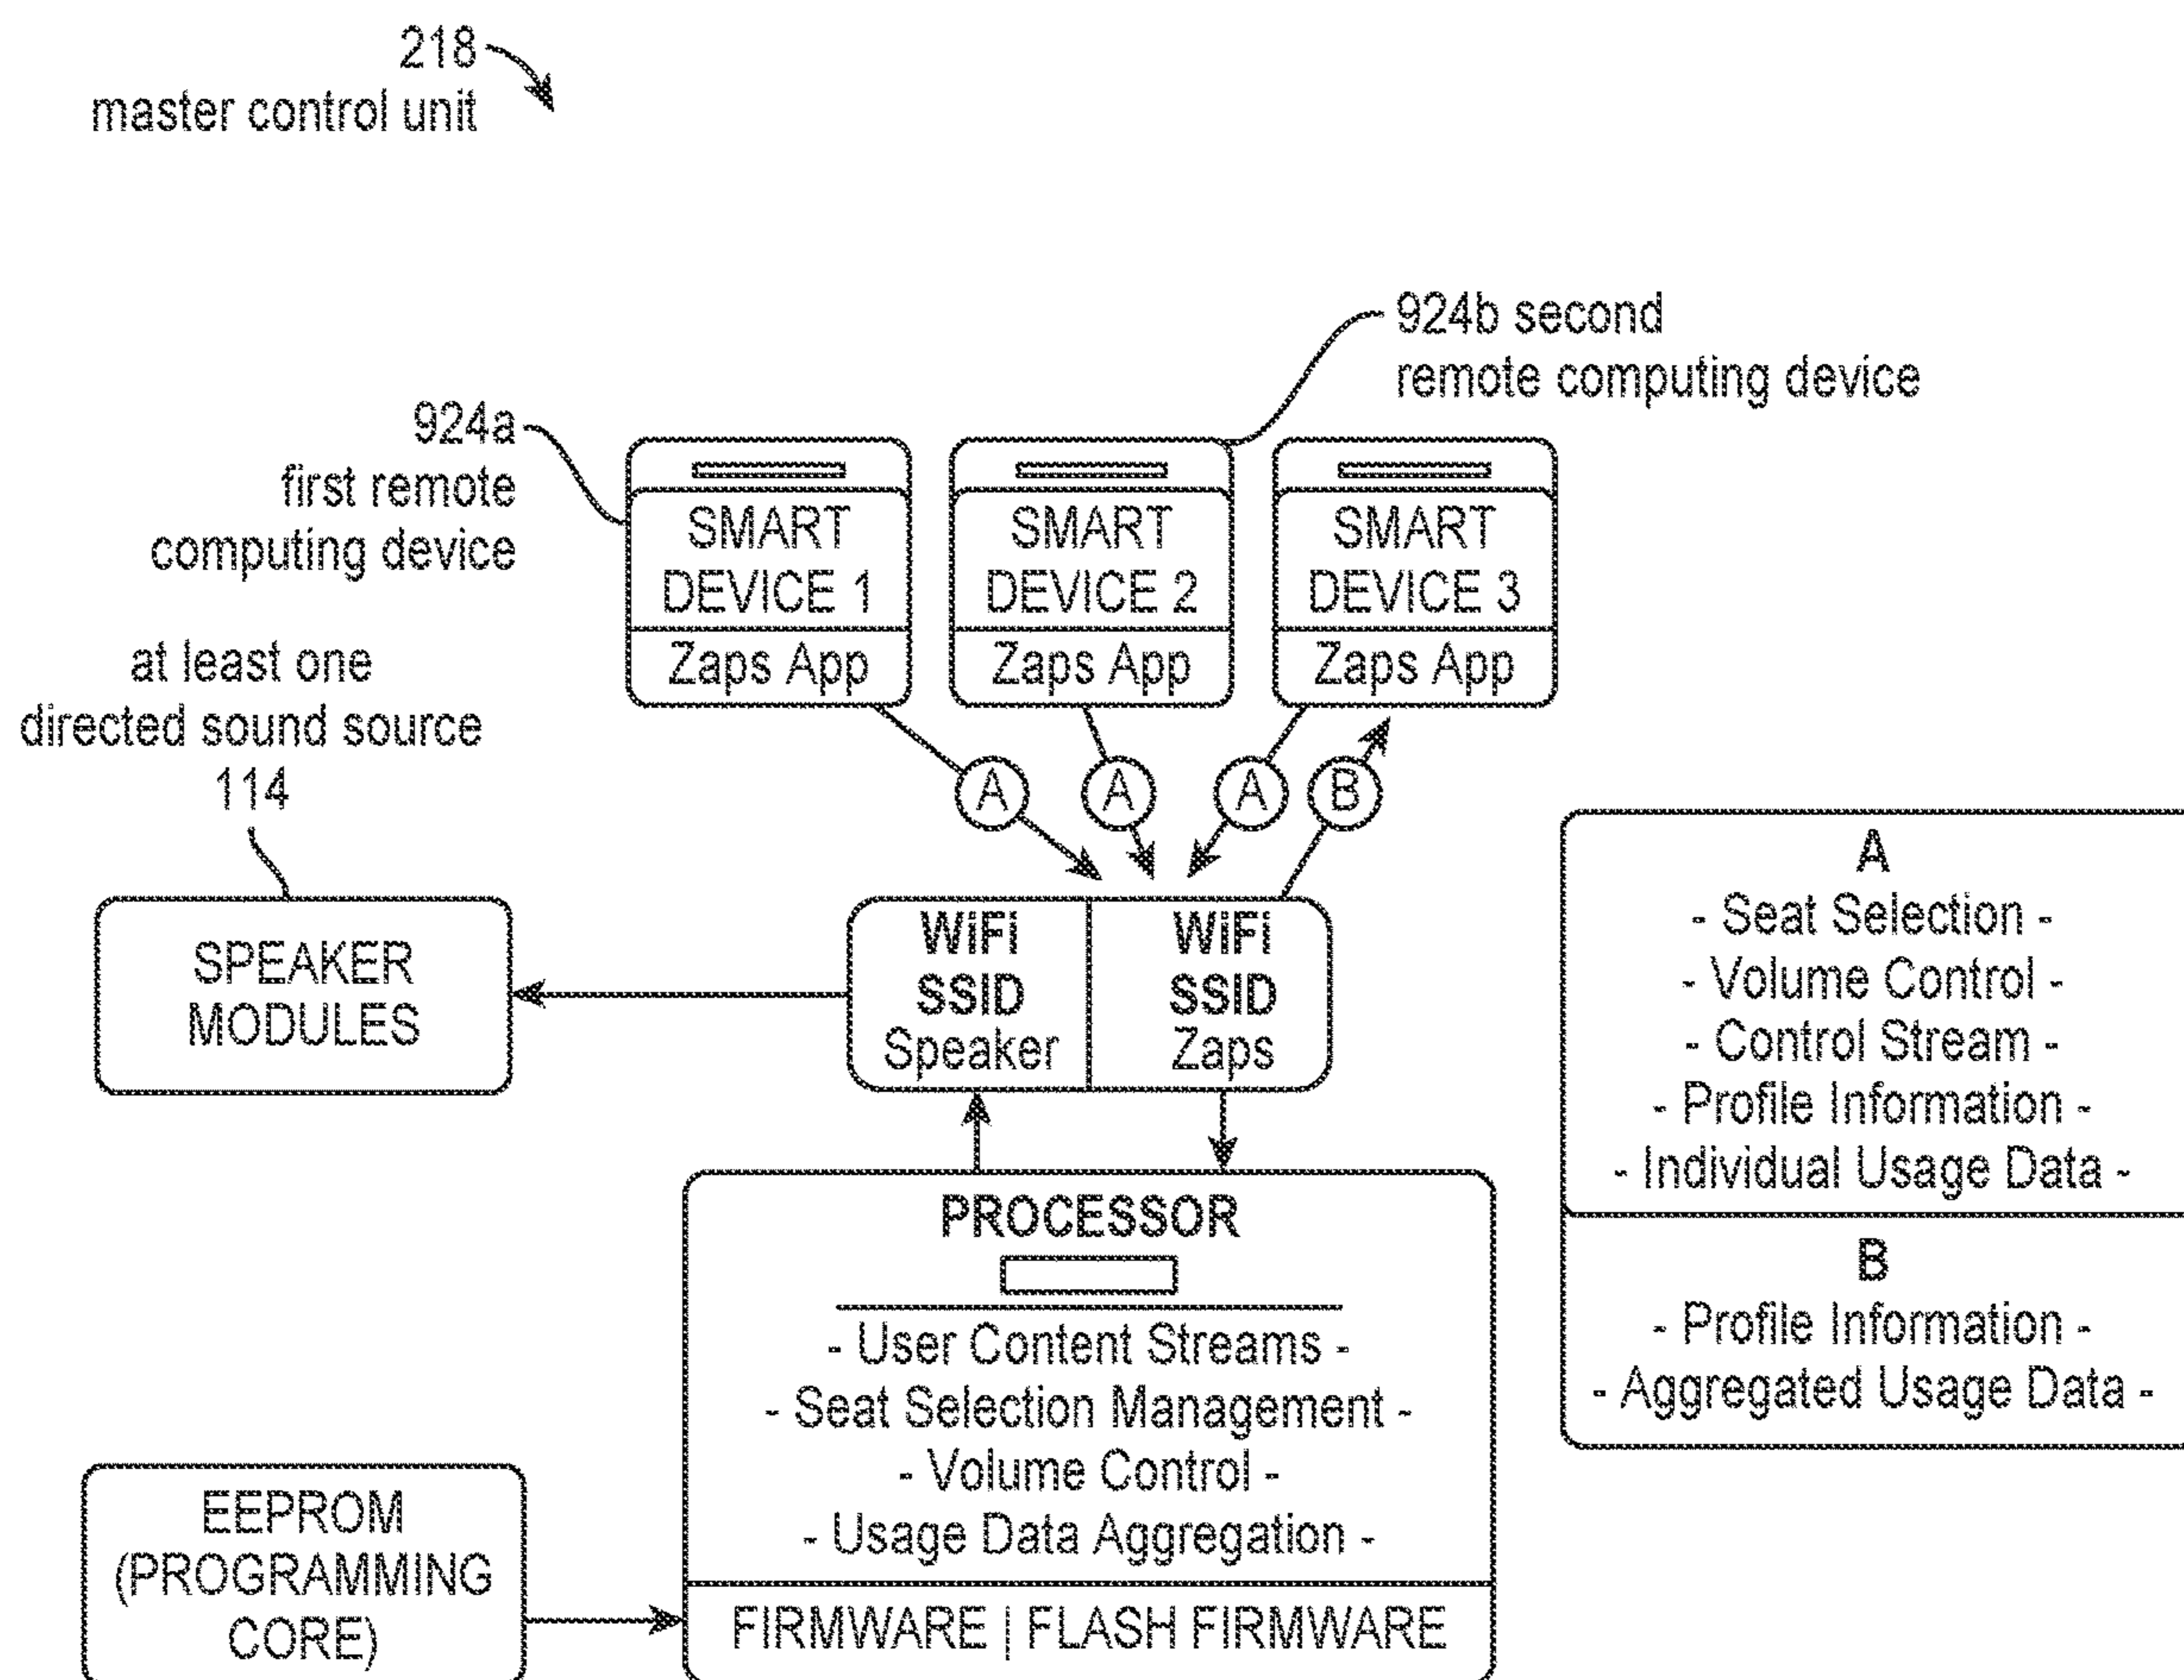 218
master control unit
924b second
remote computing device
924a
first remote
computing device
SMART
DEVICE 1
Zaps App
SMART
DEVICE 2
Zaps App
SMART
DEVICE 3
Zaps App
at least one
directed sound source
114
A
A
A
B
SPEAKER
MODULES
WiFi
SSID
Speaker
WiFi
SSID
Zaps
A
- Seat Selection -
- Volume Control -
- Control Stream -
- Profile Information -
- Individual Usage Data -
B
- Profile Information -
- Aggregated Usage Data -
PROCESSOR
- User Content Streams -
- Seat Selection Management -
- Volume Control -
- Usage Data Aggregation -
FIRMWARE | FLASH FIRMWARE
EEPROM
(PROGRAMMING
CORE)